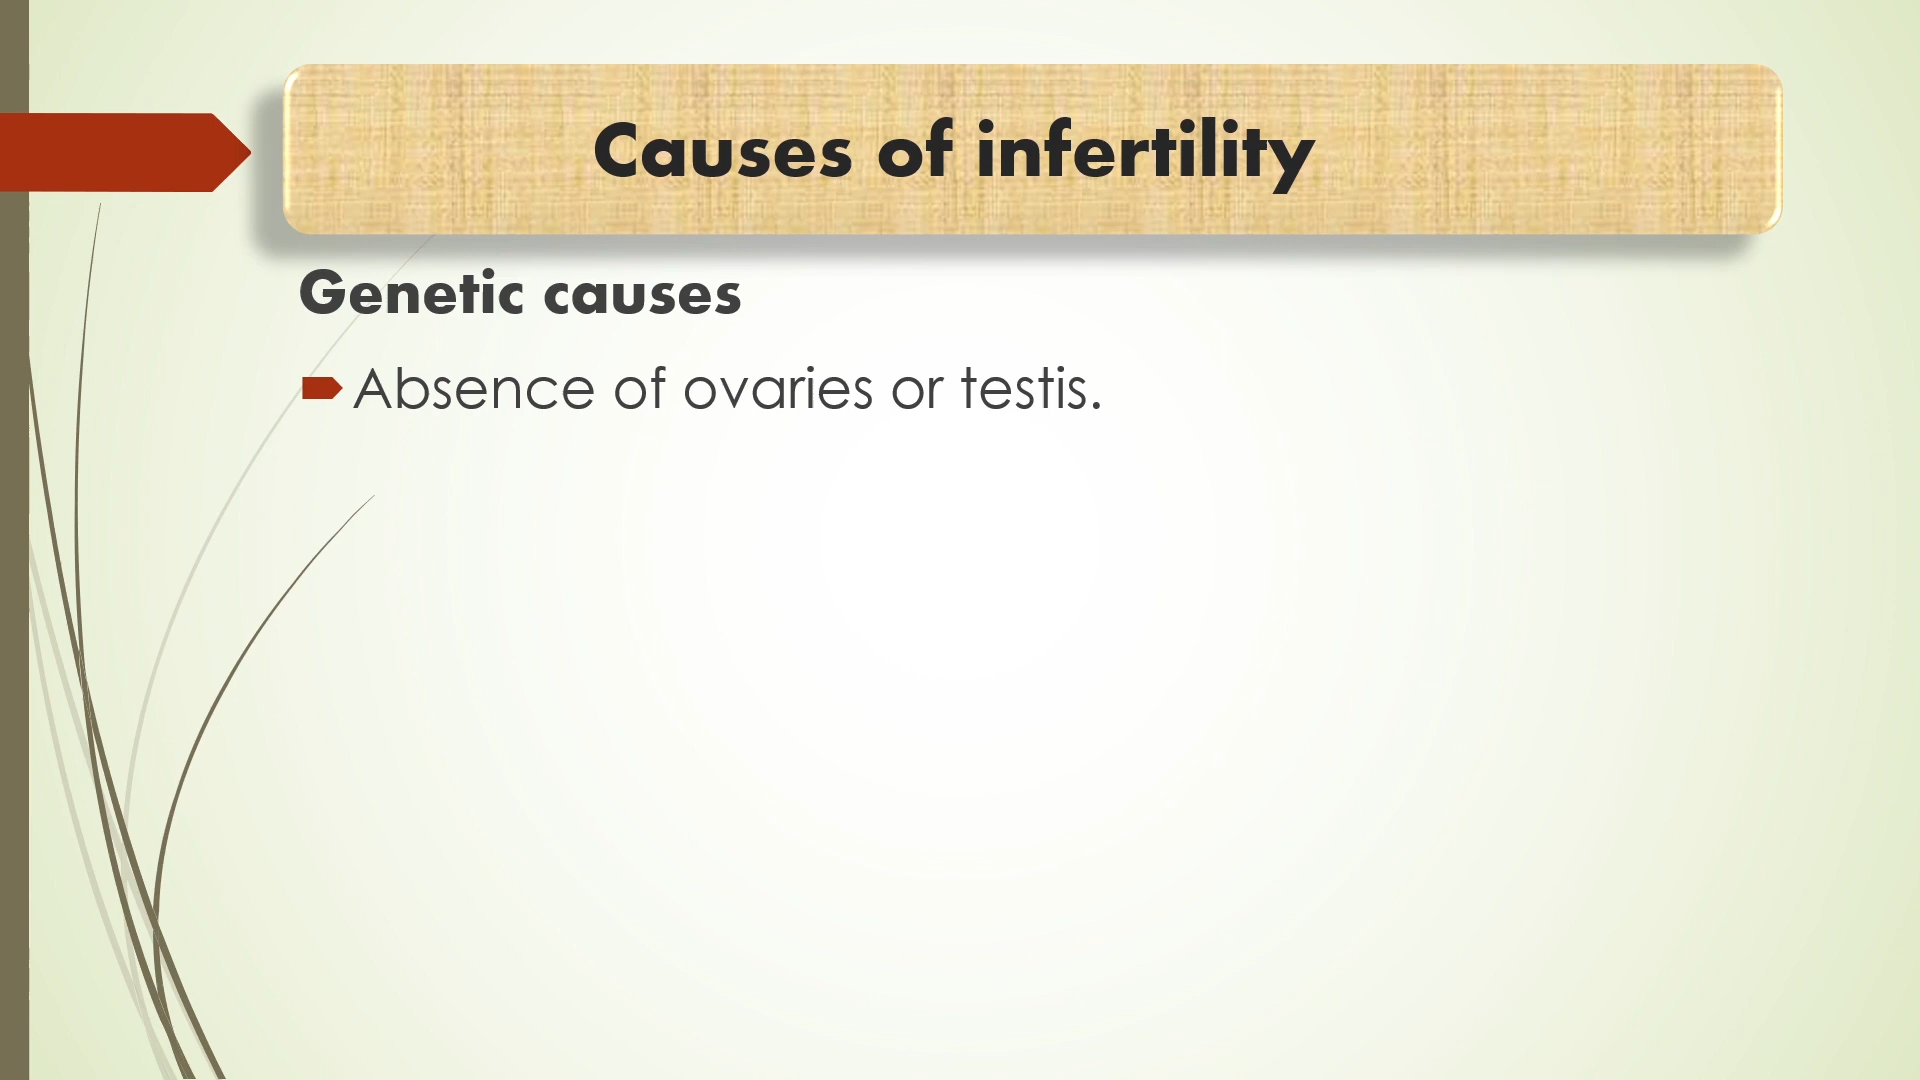 Causes of infertility
Genetic causes
Absence of ovaries or testis.